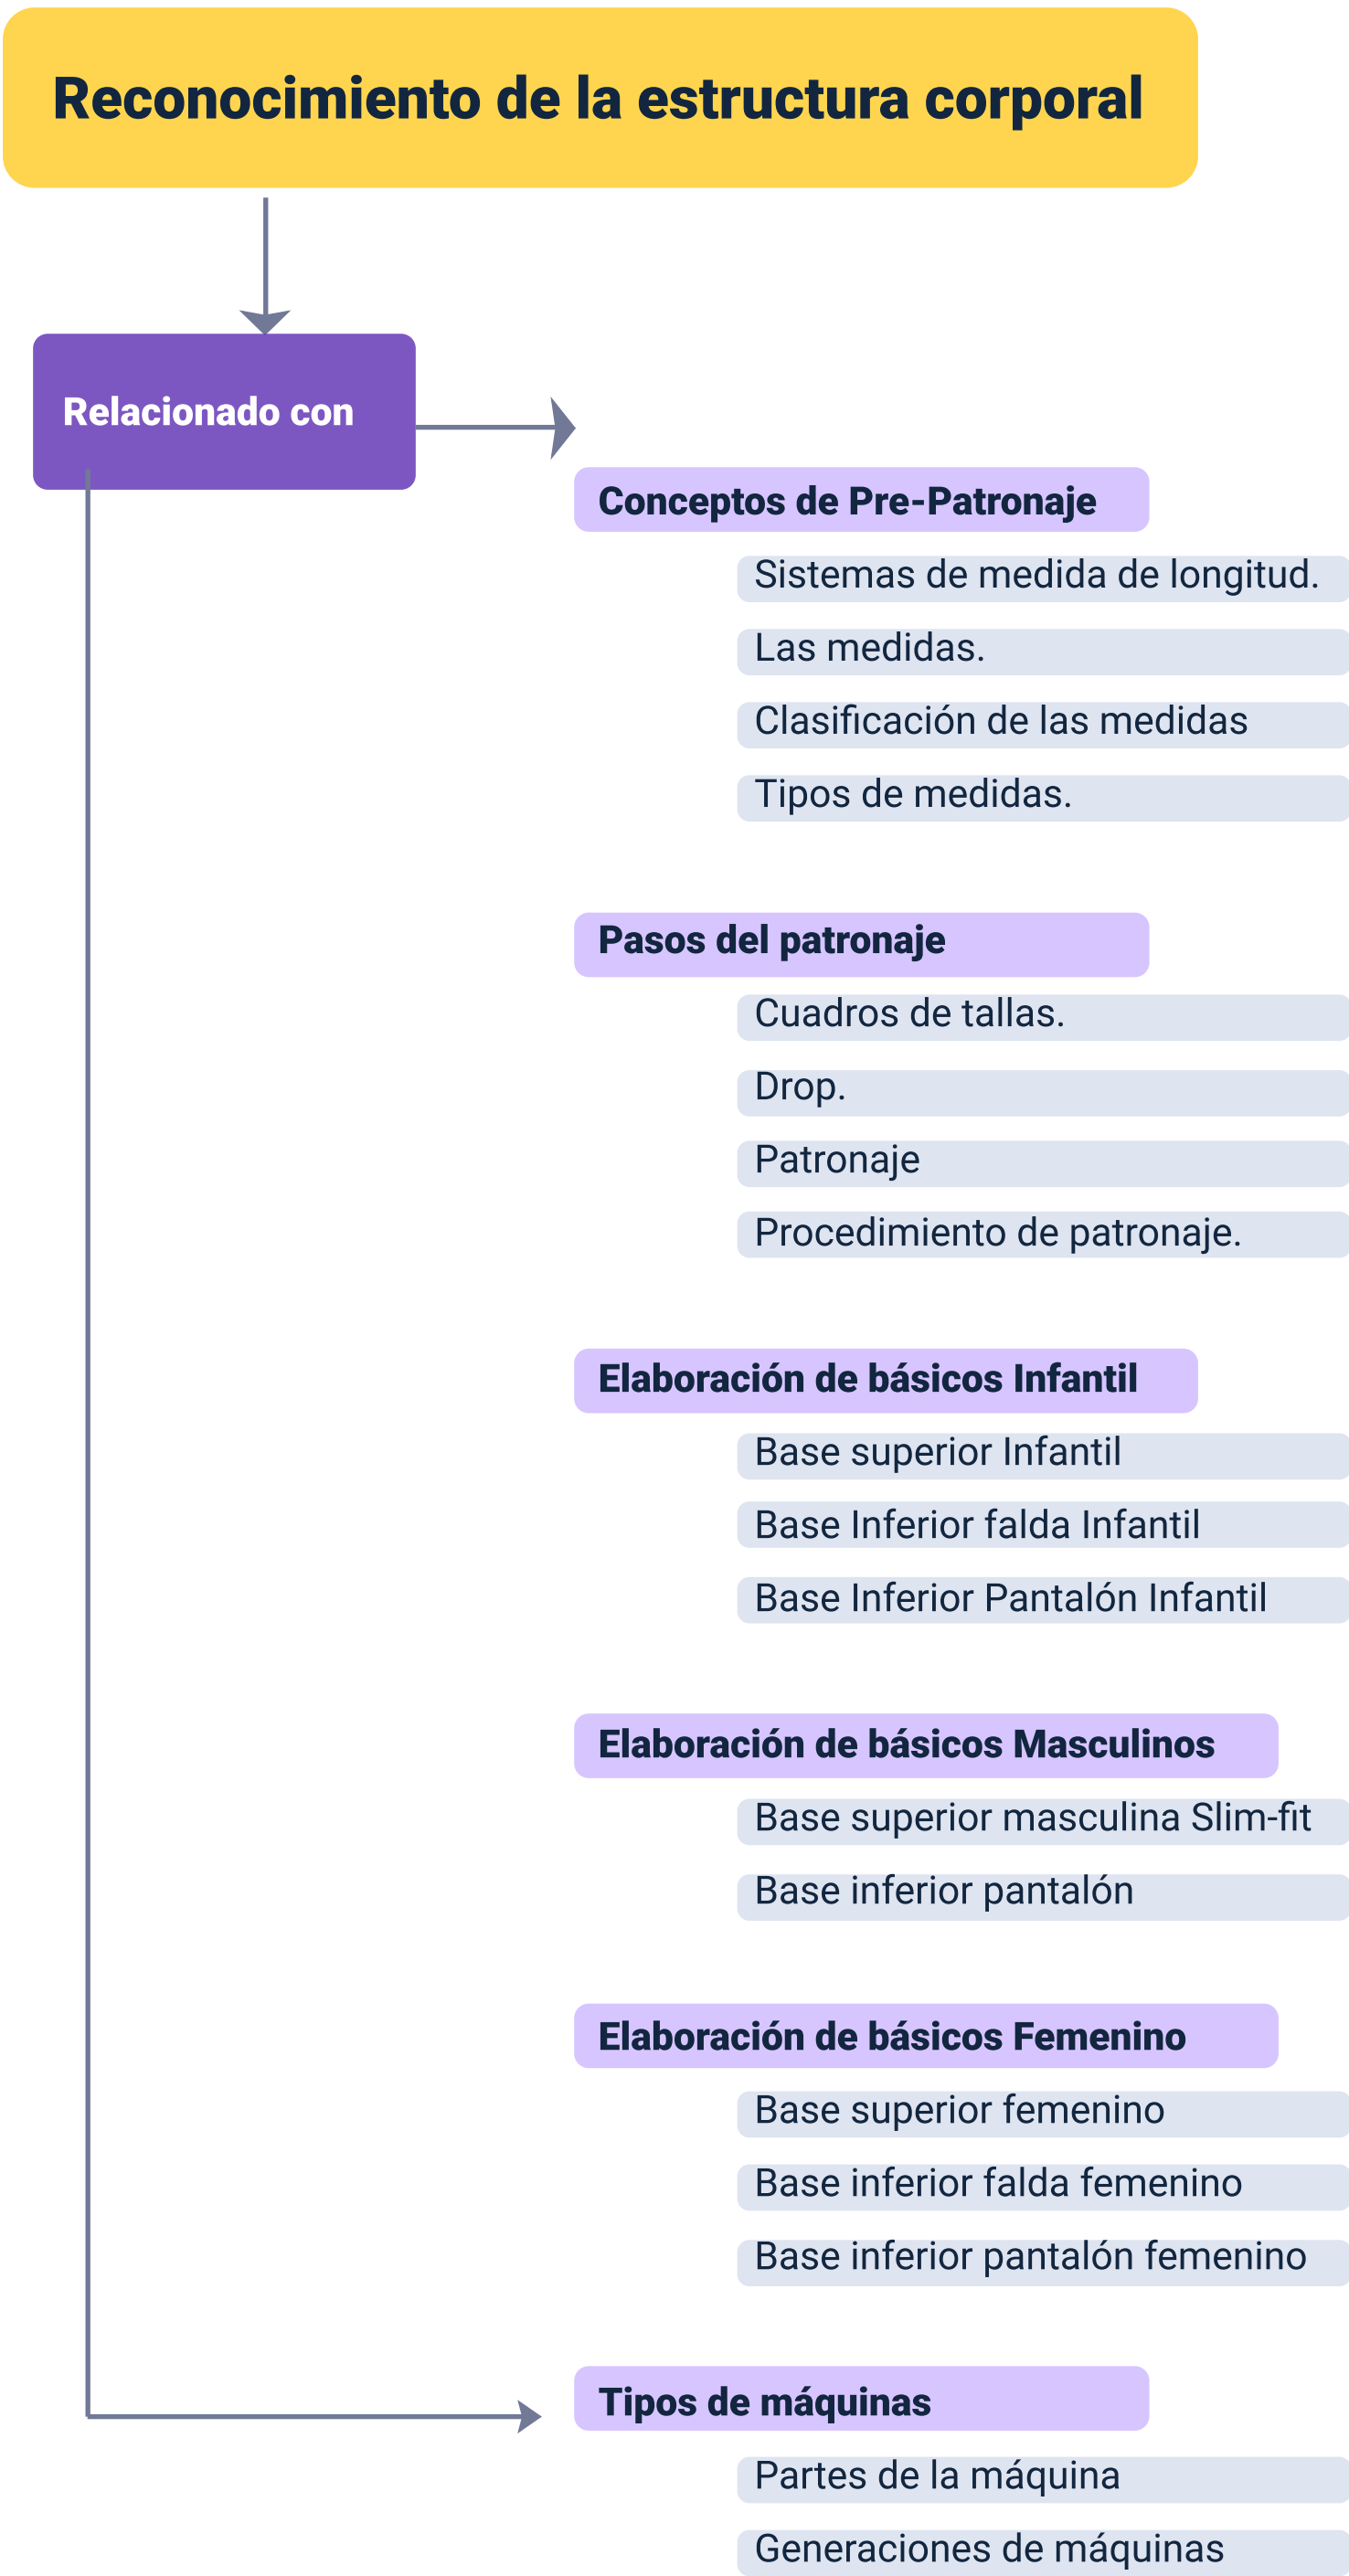 Reconocimiento de la estructura corporal
Relacionado con
Conceptos de Pre-Patronaje
Sistemas de medida de longitud.
Las medidas.
Clasificación de las medidas
Tipos de medidas.
Pasos del patronaje
Cuadros de tallas.
Drop.
Patronaje
Procedimiento de patronaje.
Elaboración de básicos Infantil
Base superior Infantil
Base Inferior falda Infantil
Base Inferior Pantalón Infantil
Elaboración de básicos Masculinos
Base superior masculina Slim-fit
Base inferior pantalón
Elaboración de básicos Femenino
Base superior femenino
Base inferior falda femenino
Base inferior pantalón femenino
Tipos de máquinas
Partes de la máquina
Generaciones de máquinas